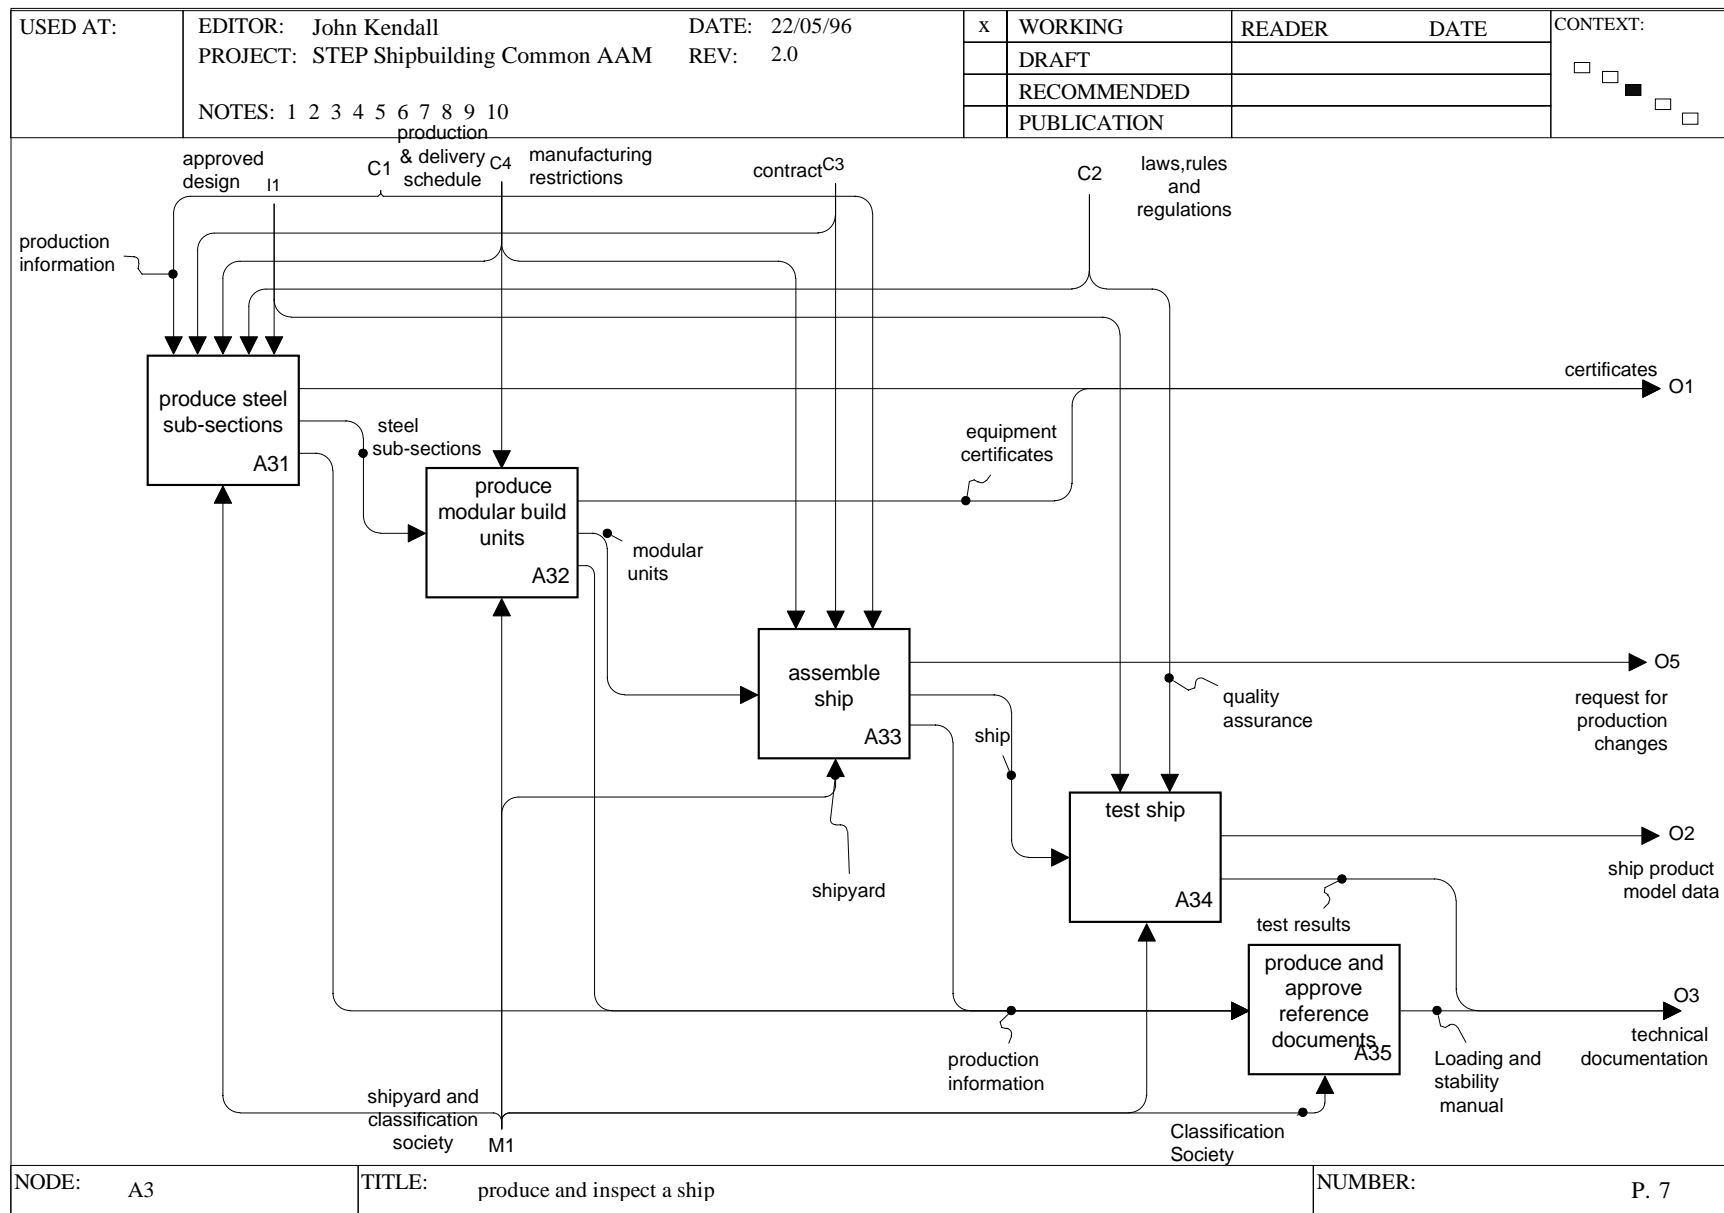 USED AT:
EDITOR: John Kendall
DATE: 22/05/96
PROJECT: STEP Shipbuilding Common AAM
REV: 2.0
NOTES: 1 2 3 4 5 6 7 8 9 10
x WORKING
DRAFT
RECOMMENDED
PUBLICATION
READER DATE
CONTEXT:
approved
design
I1
C1
production
& delivery
schedule
C4
manufacturing
restrictions
contract
C3
C2
laws,rules
and
regulations
production
information
produce steel
sub-sections
A31
steel
sub-sections
certificates
O1
equipment
certificates
produce
modular build
units
A32
modular
units
assemble
ship
A33
O5
request for
production
changes
quality
assurance
ship
shipyard
test ship
A34
O2
ship product
model data
test results
produce and
approve
reference
documents
A35
O3
technical
documentation
Loading and
stability
manual
production
information
shipyard and
classification
society
M1
Classification
Society
NODE: A3
TITLE: produce and inspect a ship
NUMBER: P. 7